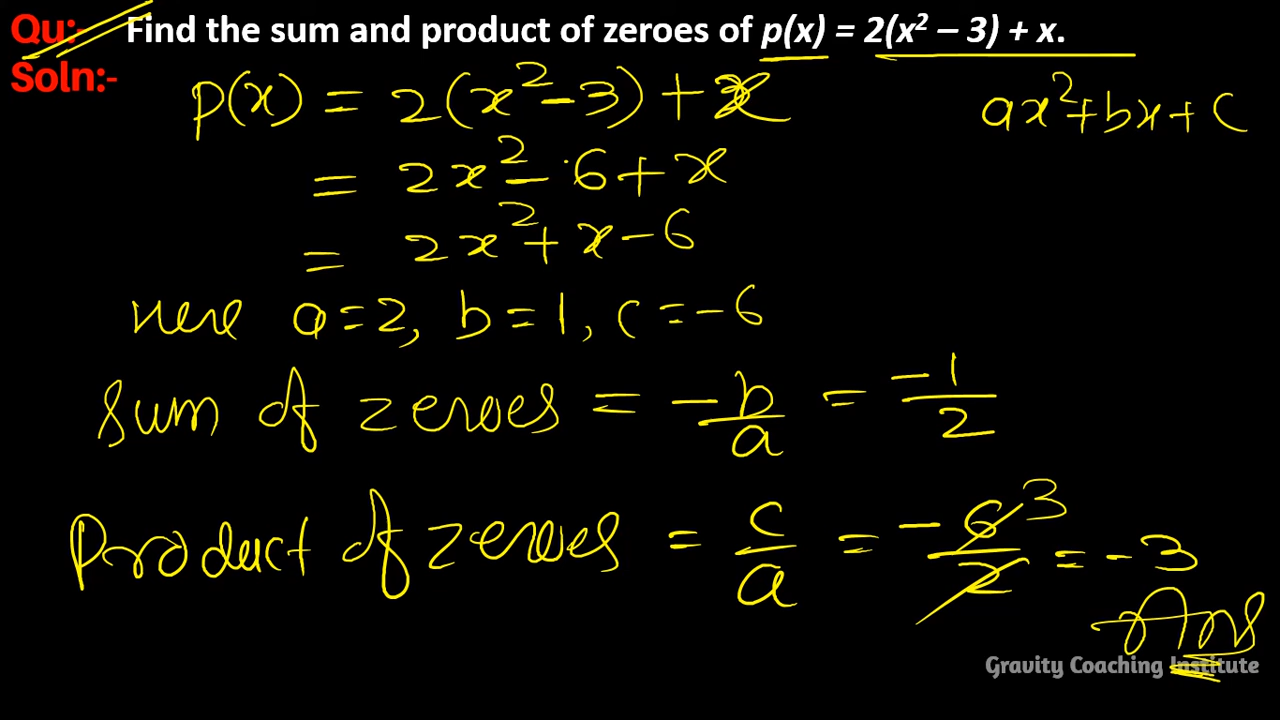 Qu:- Find the sum and product of zeroes of p(x) = 2(x² – 3) + x.
Soln:-
p(x) = 2(x²-3) + x
ax²+bx+c
= 2x² - 6 + x
= 2x² + x - 6
Here a=2, b=1, c=-6
Sum of zeroes = -b/a = -1/2
Product of zeroes = c/a = -6/2 3 = -3
Ans
Gravity Coaching Institute